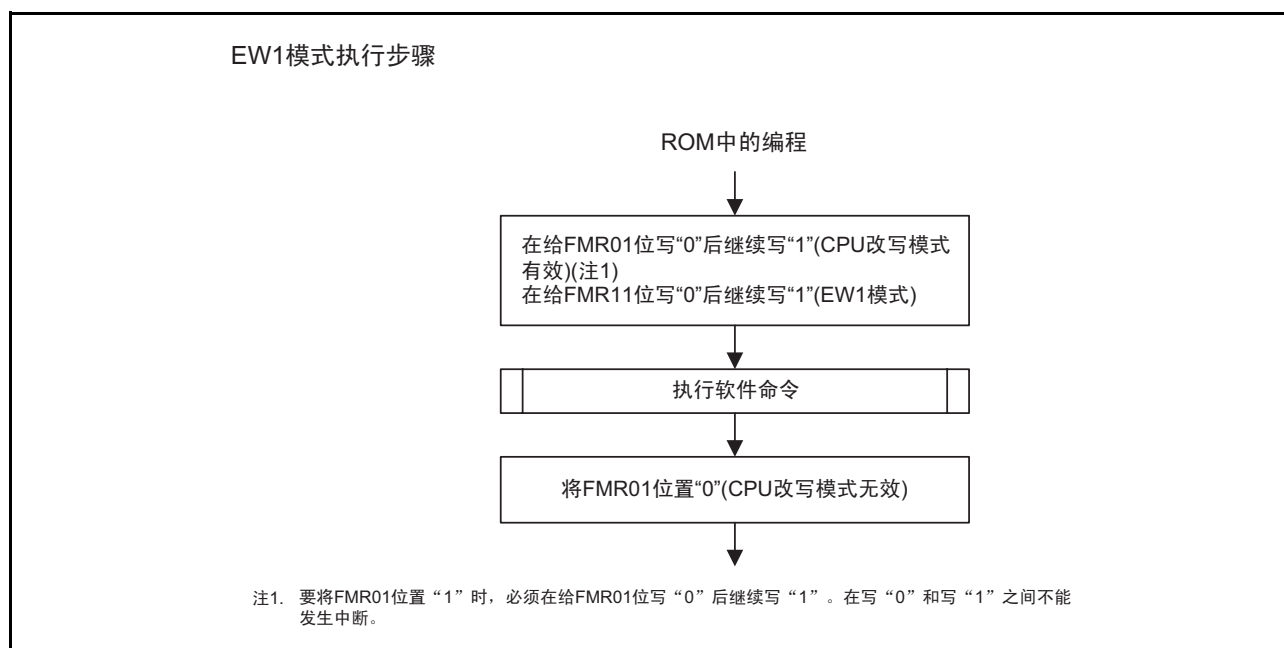 EW1模式执行步骤
ROM中的编程
在给FMR01位写“0”后继续写“1”(CPU改写模式
有效)(注1)
在给FMR11位写“0”后继续写“1”(EW1模式)
执行软件命令
将FMR01位置“0”(CPU改写模式无效)
注1. 要将FMR01位置“1”时，必须在给FMR01位写“0”后继续写“1”。在写“0”和写“1”之间不能
发生中断。